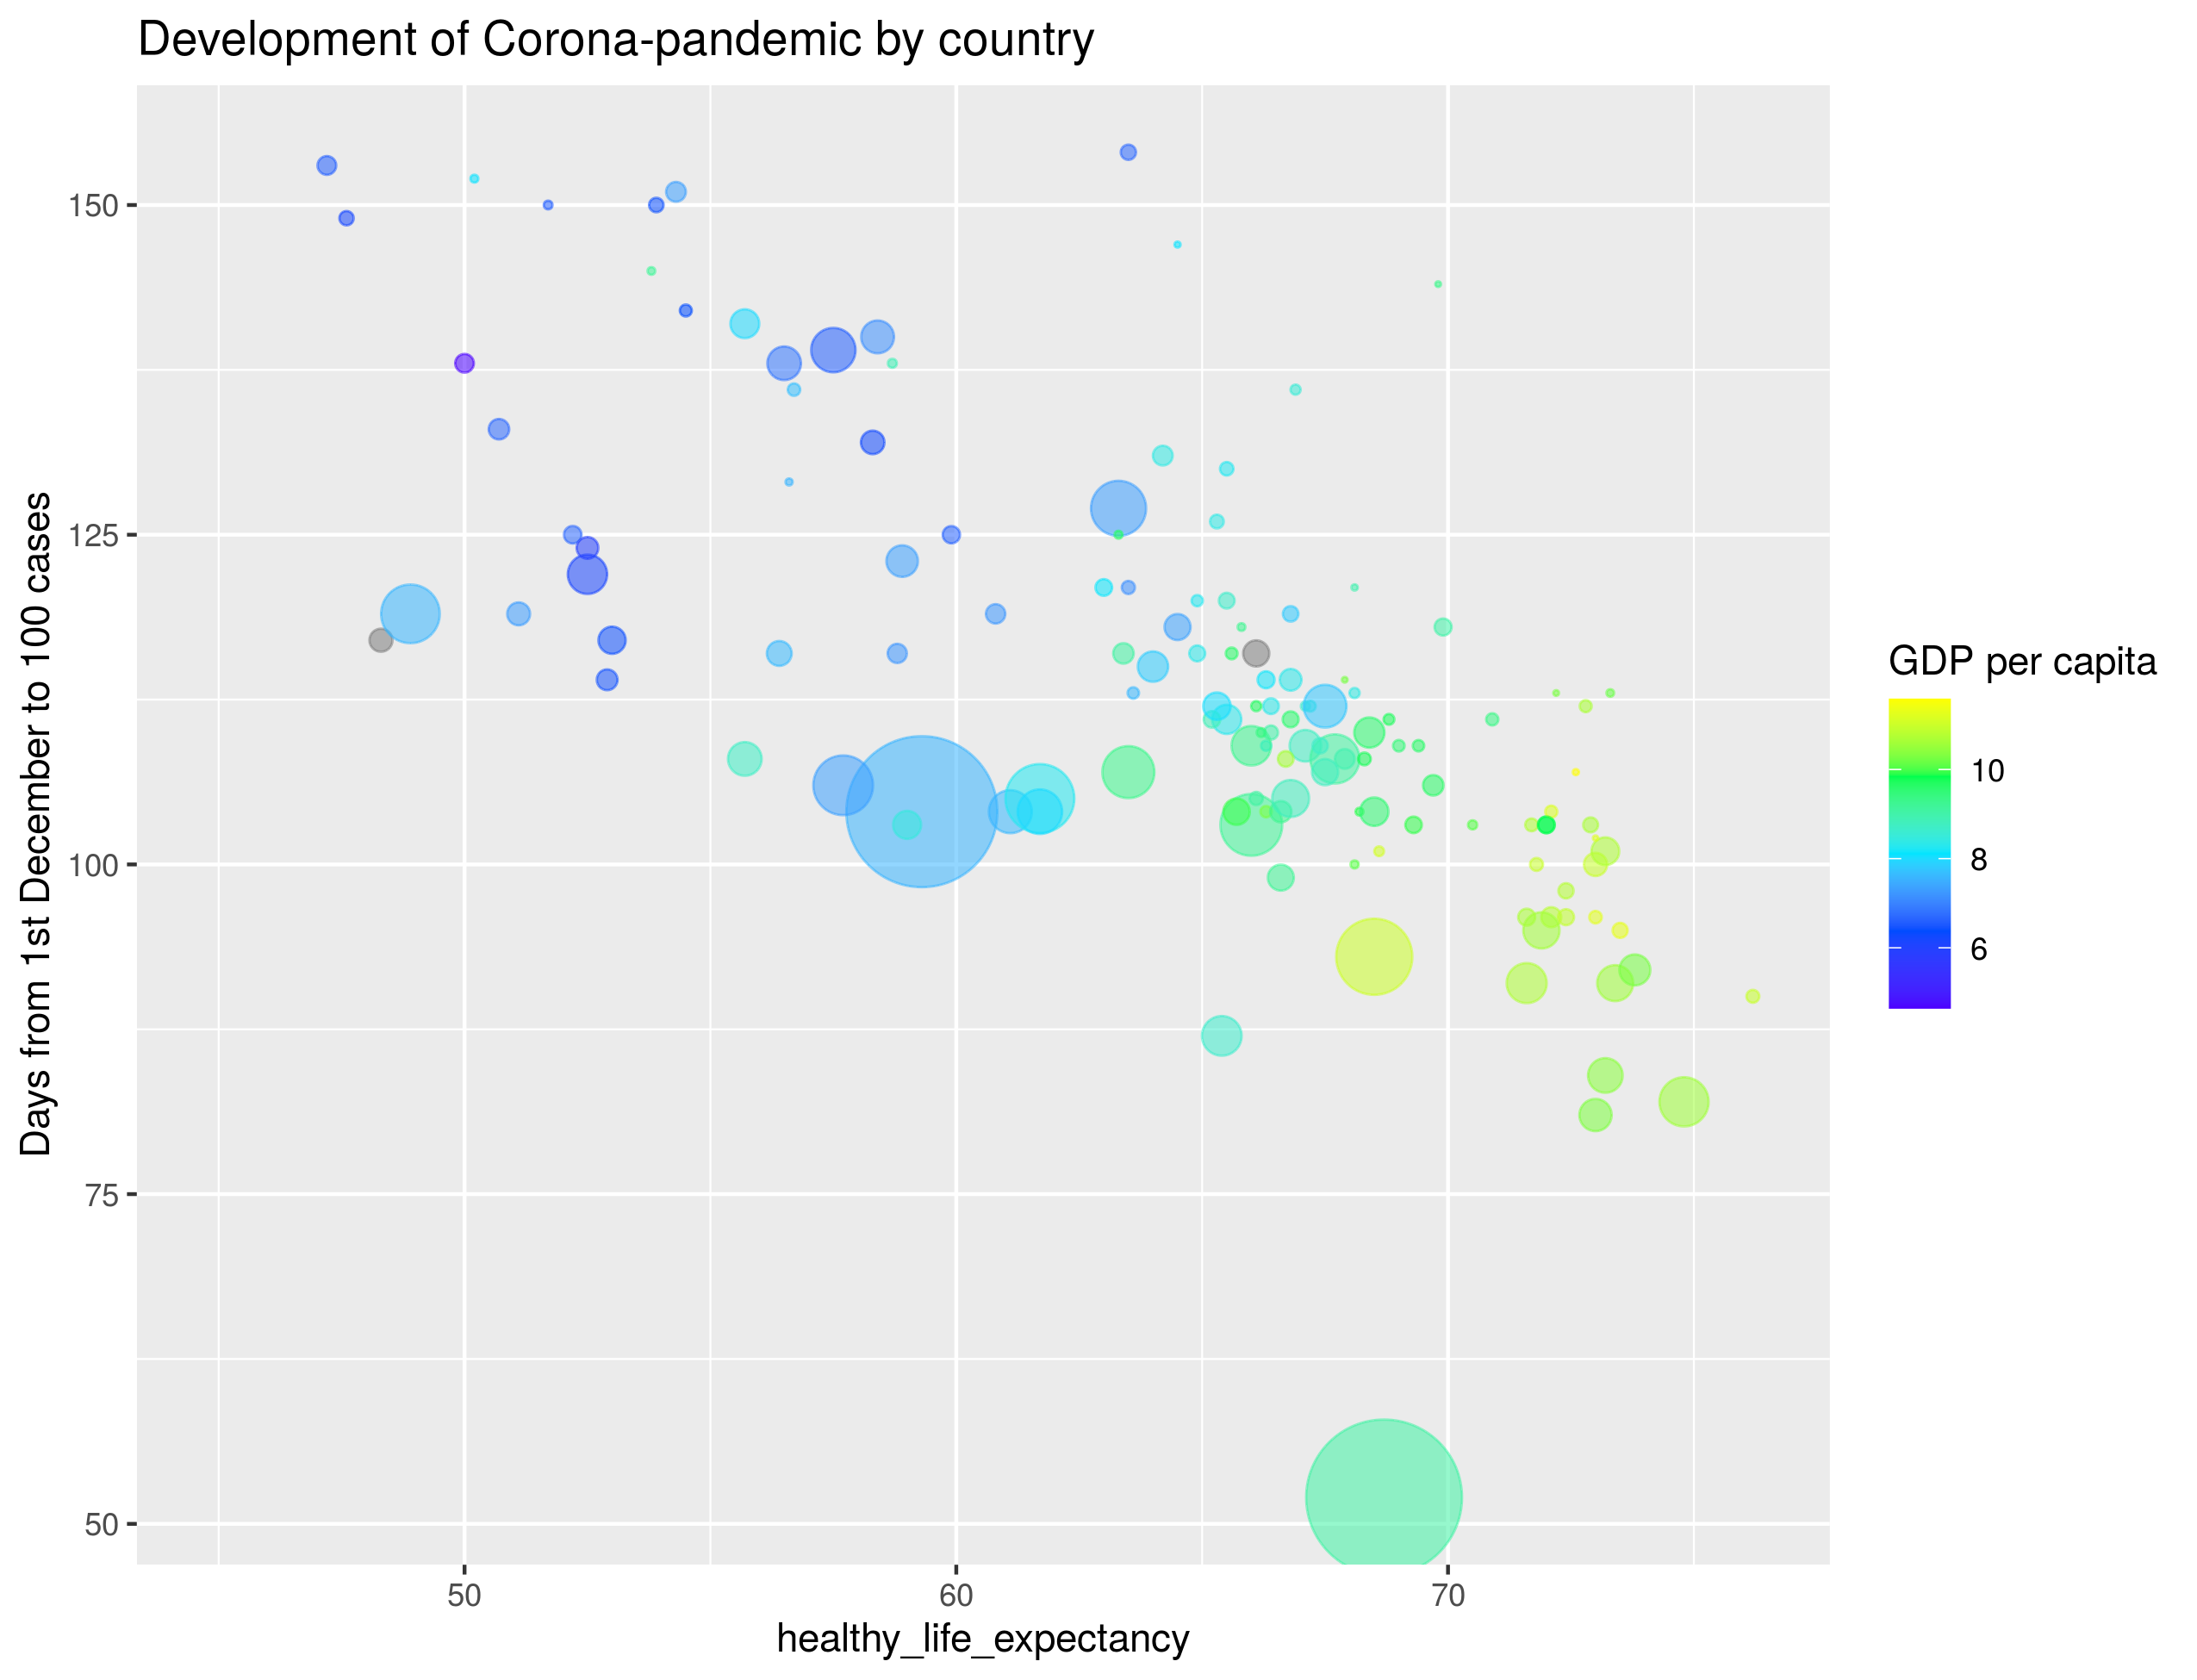 Development of Corona-pandemic by country
Days from 1st December to 100 cases
150
125
100
75
50
50
60
70
healthy_life_expectancy
GDP per capita
10
8
6